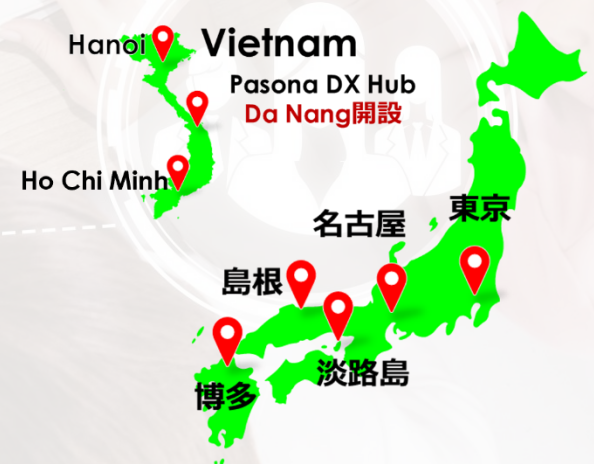 Hanoi
Vietnam
Pasona DX Hub
Da Nang開設
Ho Chi Minh
東京
名古屋
島根
淡路島
博多